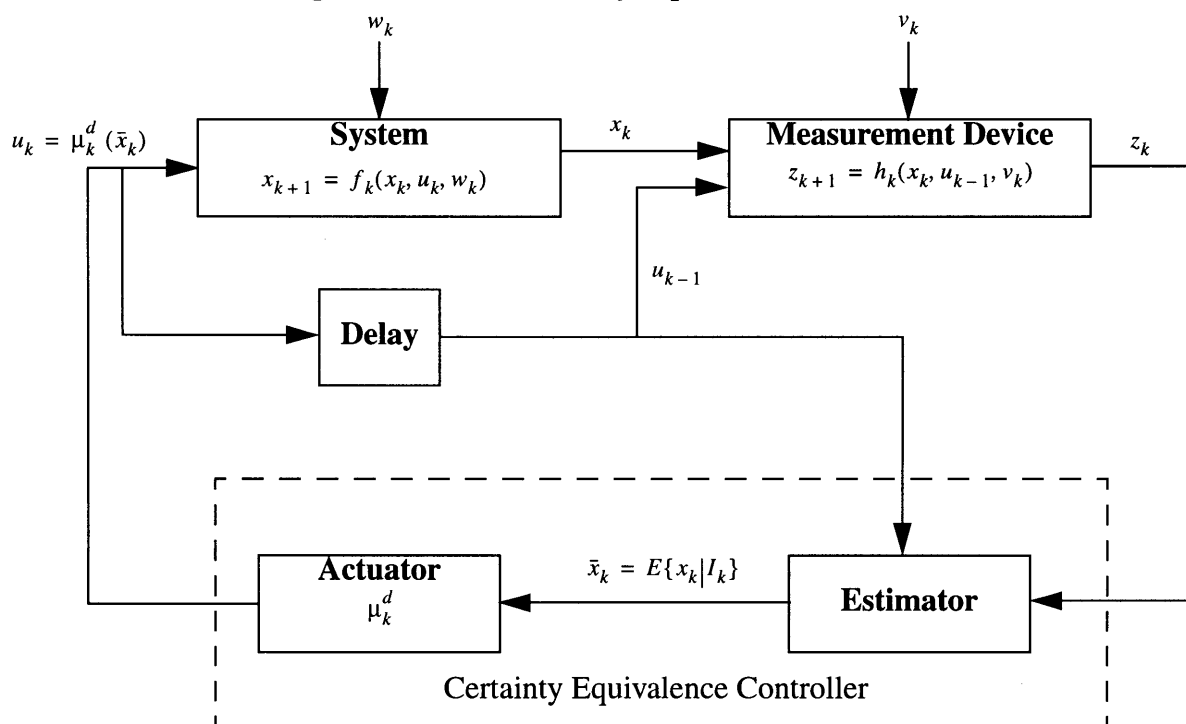 w_k
v_k
u_k = μ_k^d (x̄_k)
System
x_{k+1} = f_k(x_k, u_k, w_k)
x_k
Measurement Device
z_{k+1} = h_k(x_k, u_{k-1}, v_k)
z_k
u_{k-1}
Delay
Actuator
μ_k^d
x̄_k = E{x_k|I_k}
Estimator
Certainty Equivalence Controller